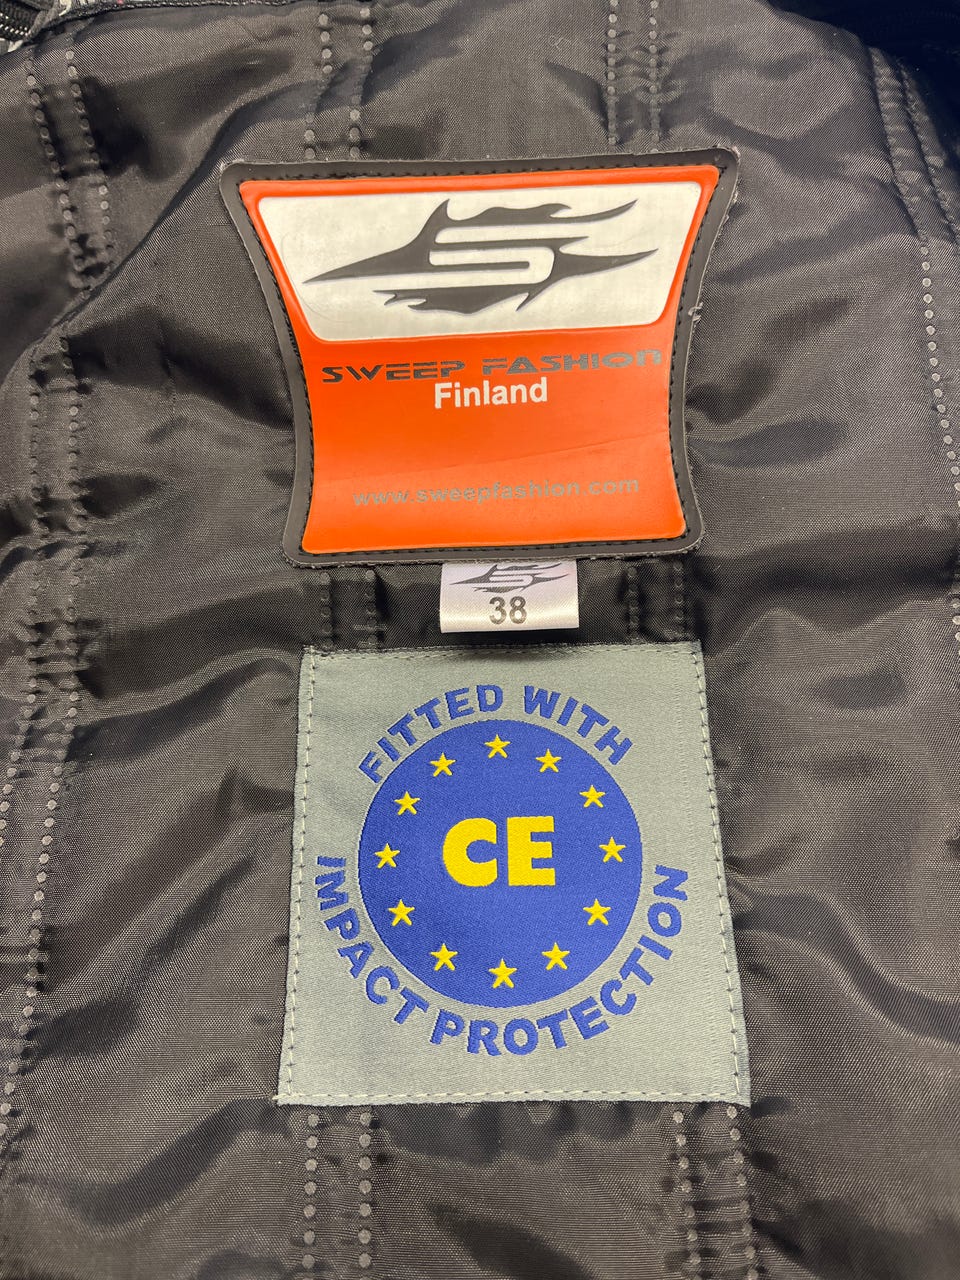 S
SWEEP FASHION
Finland
www.sweepfashion.com
S
38
FITTED WITH
CE
IMPACT PROTECTION